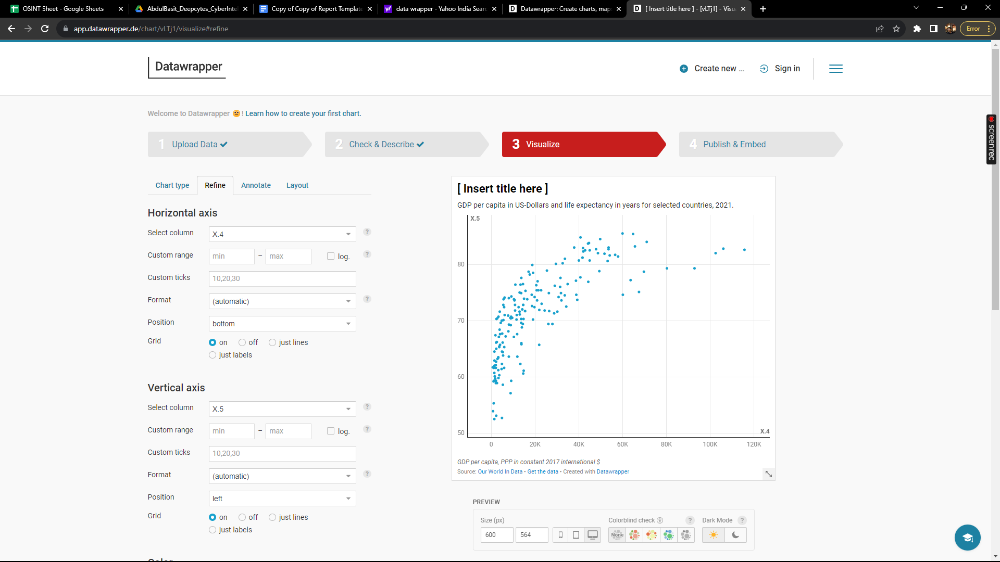 OSINT Sheet - Google Sheets
AbdulBasit_Deepcytes_CyberIntel
Copy of Copy of Report Template
data wrapper - Yahoo India Searc
Datawrapper: Create charts, map
[ Insert title here ] - [vLTj1] - Visu
app.datawrapper.de/chart/vLTj1/visualize#refine
Error
Datawrapper
Create new ...
Sign in
screenrec
Welcome to Datawrapper 🙂! Learn how to create your first chart.
1 Upload Data
2 Check & Describe
3 Visualize
4 Publish & Embed
Chart type
Refine
Annotate
Layout
Horizontal axis
Select column
X.4
?
Custom range
min – max
log.
?
Custom ticks
10,20,30
Format
(automatic)
?
Position
bottom
Grid
on
off
just lines
just labels
Vertical axis
Select column
X.5
?
Custom range
min – max
log.
?
Custom ticks
10,20,30
Format
(automatic)
?
Position
left
Grid
on
off
just lines
just labels
[ Insert title here ]
GDP per capita in US-Dollars and life expectancy in years for selected countries, 2021.
X.5
80
70
60
50
X.4
0
20K
40K
60K
80K
100K
120K
GDP per capita, PPP in constant 2017 international $
Source: Our World In Data • Get the data • Created with Datawrapper
PREVIEW
Size (px)
Colorblind check
?
Dark Mode
?
600
564
None